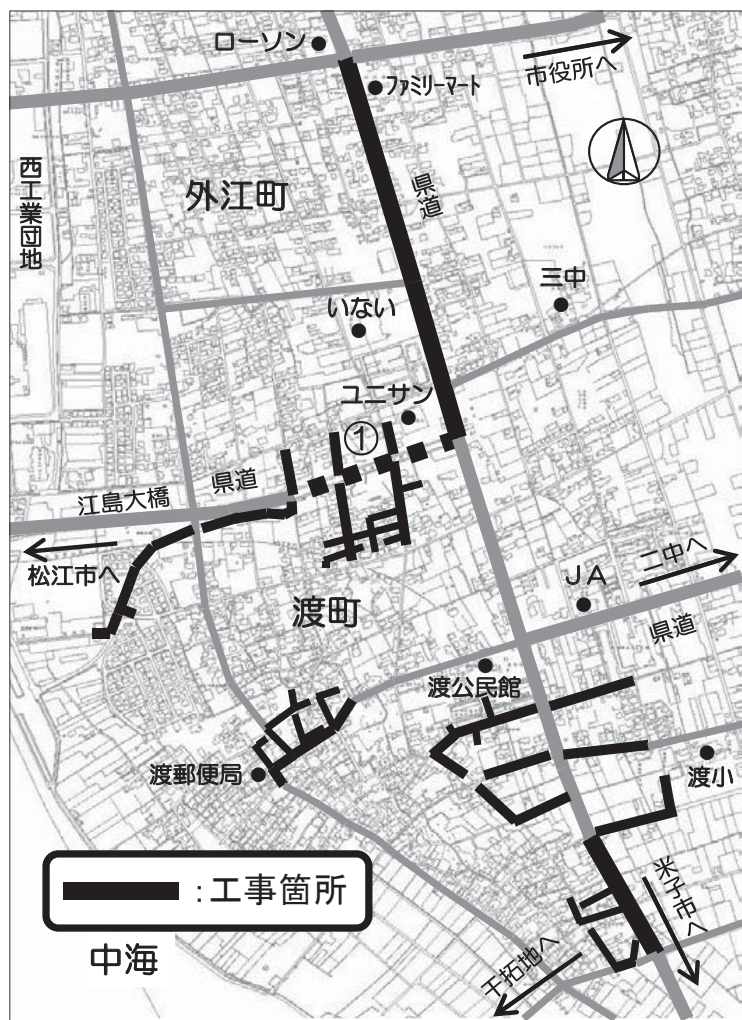 ローソン
市役所へ
ファミリーマート
西工業団地
外江町
県道
三中
いない
ユニサン
①
県道
江島大橋
松江市へ
二中へ
JA
渡町
県道
渡公民館
渡郵便局
渡小
:工事箇所
米子市へ
中海
干拓地へ